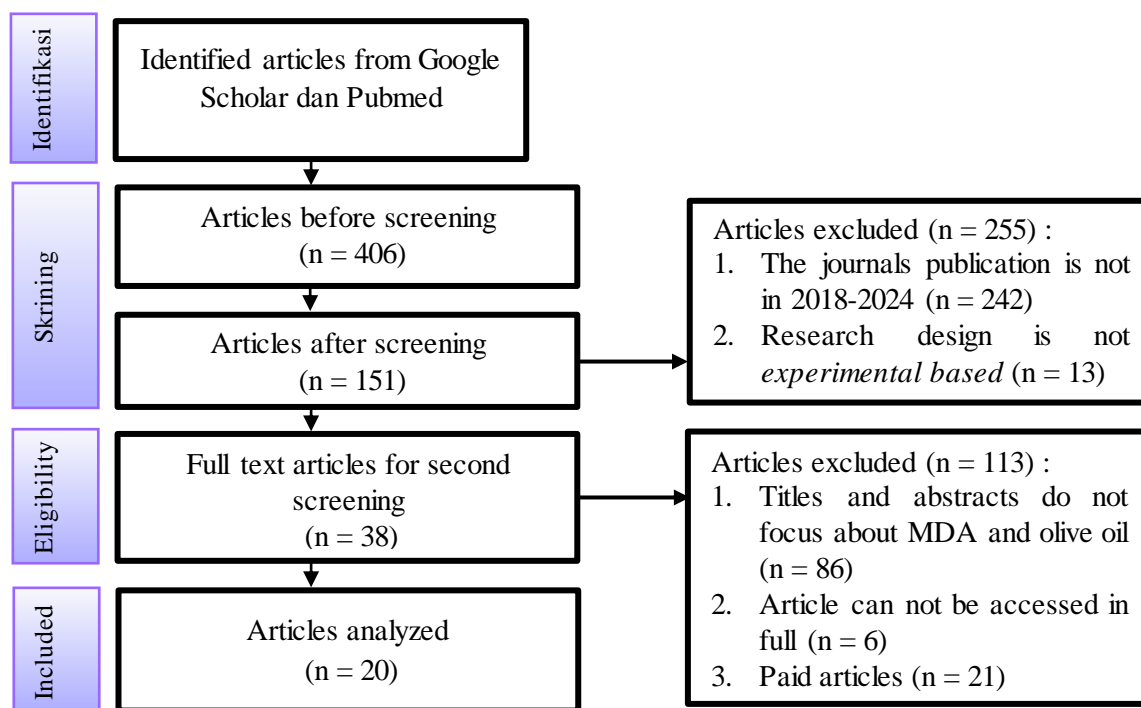 Identifikasi
Identified articles from Google
Scholar dan Pubmed
Skrining
Articles before screening
(n = 406)
Articles after screening
(n = 151)
Articles excluded (n = 255) :
1. The journals publication is not
in 2018-2024 (n = 242)
2. Research design is not
experimental based (n = 13)
Eligibility
Full text articles for second
screening
(n = 38)
Articles excluded (n = 113) :
1. Titles and abstracts do not
focus about MDA and olive oil
(n = 86)
2. Article can not be accessed in
full (n = 6)
3. Paid articles (n = 21)
Included
Articles analyzed
(n = 20)